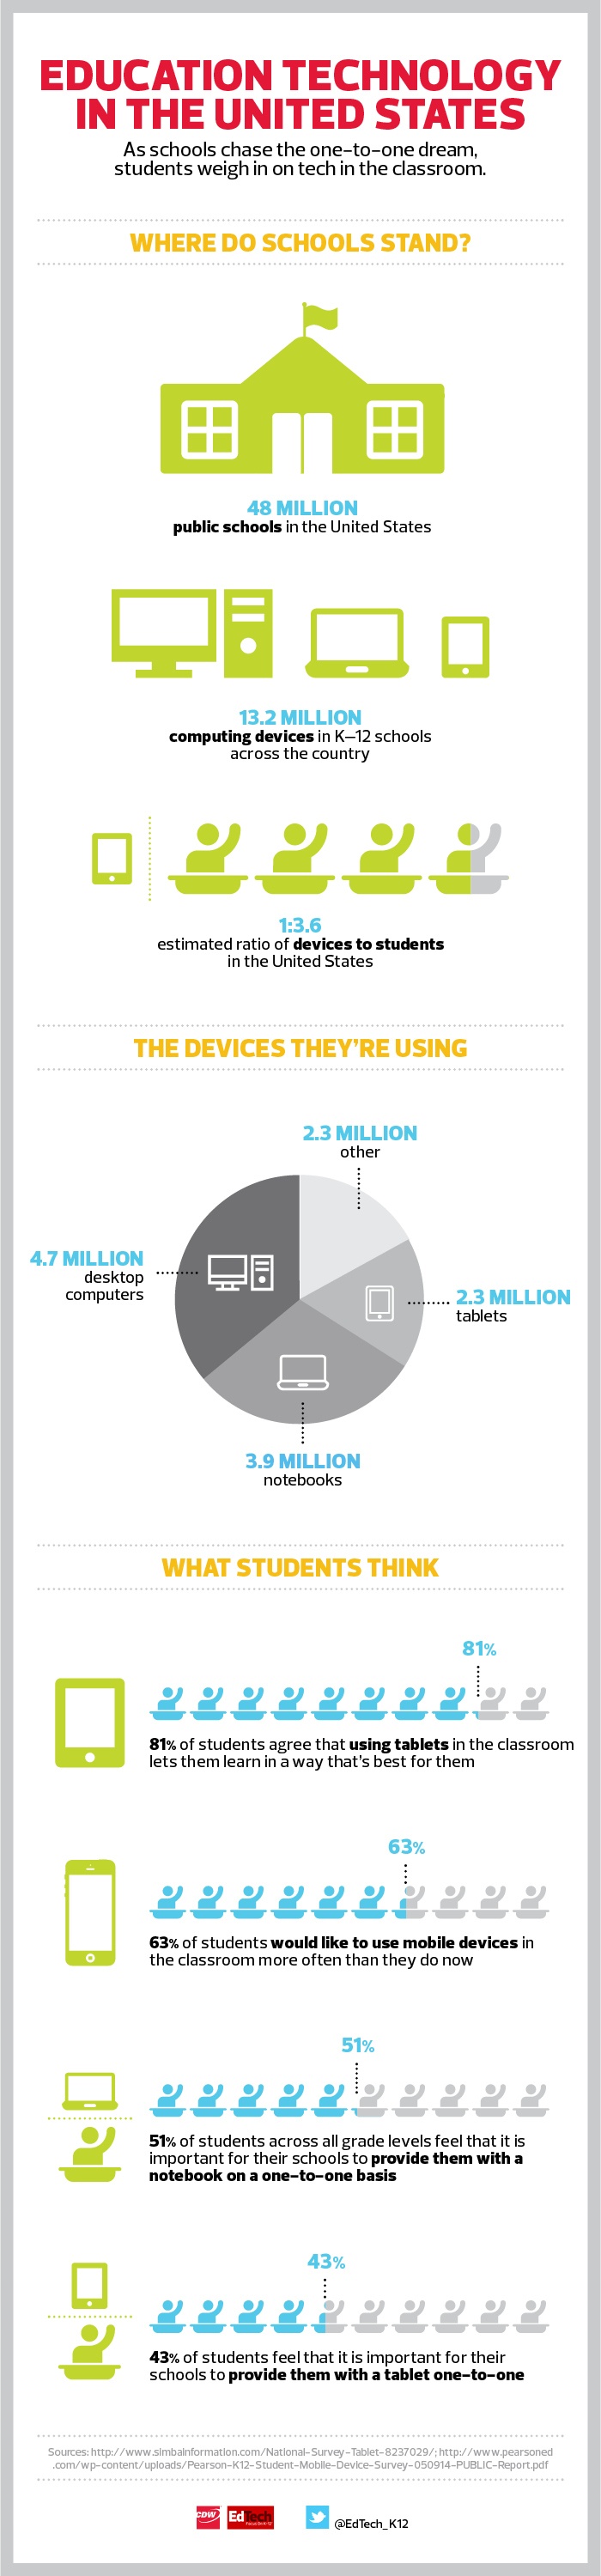 EDUCATION TECHNOLOGY
IN THE UNITED STATES
As schools chase the one-to-one dream,
students weigh in on tech in the classroom.
WHERE DO SCHOOLS STAND?
48 MILLION
public schools in the United States
13.2 MILLION
computing devices in K–12 schools
across the country
1:3.6
estimated ratio of devices to students
in the United States
THE DEVICES THEY'RE USING
2.3 MILLION
other
4.7 MILLION
desktop
computers
2.3 MILLION
tablets
3.9 MILLION
notebooks
WHAT STUDENTS THINK
81%
81% of students agree that using tablets in the classroom
lets them learn in a way that's best for them
63%
63% of students would like to use mobile devices in
the classroom more often than they do now
51%
51% of students across all grade levels feel that it is
important for their schools to provide them with a
notebook on a one-to-one basis
43%
43% of students feel that it is important for their
schools to provide them with a tablet one-to-one
Sources: http://www.simbainformation.com/National-Survey-Tablet-8237029/; http://www.pearsoned
.com/wp-content/uploads/Pearson-K12-Student-Mobile-Device-Survey-050914-PUBLIC-Report.pdf
CDW
EdTech
@EdTech_K12